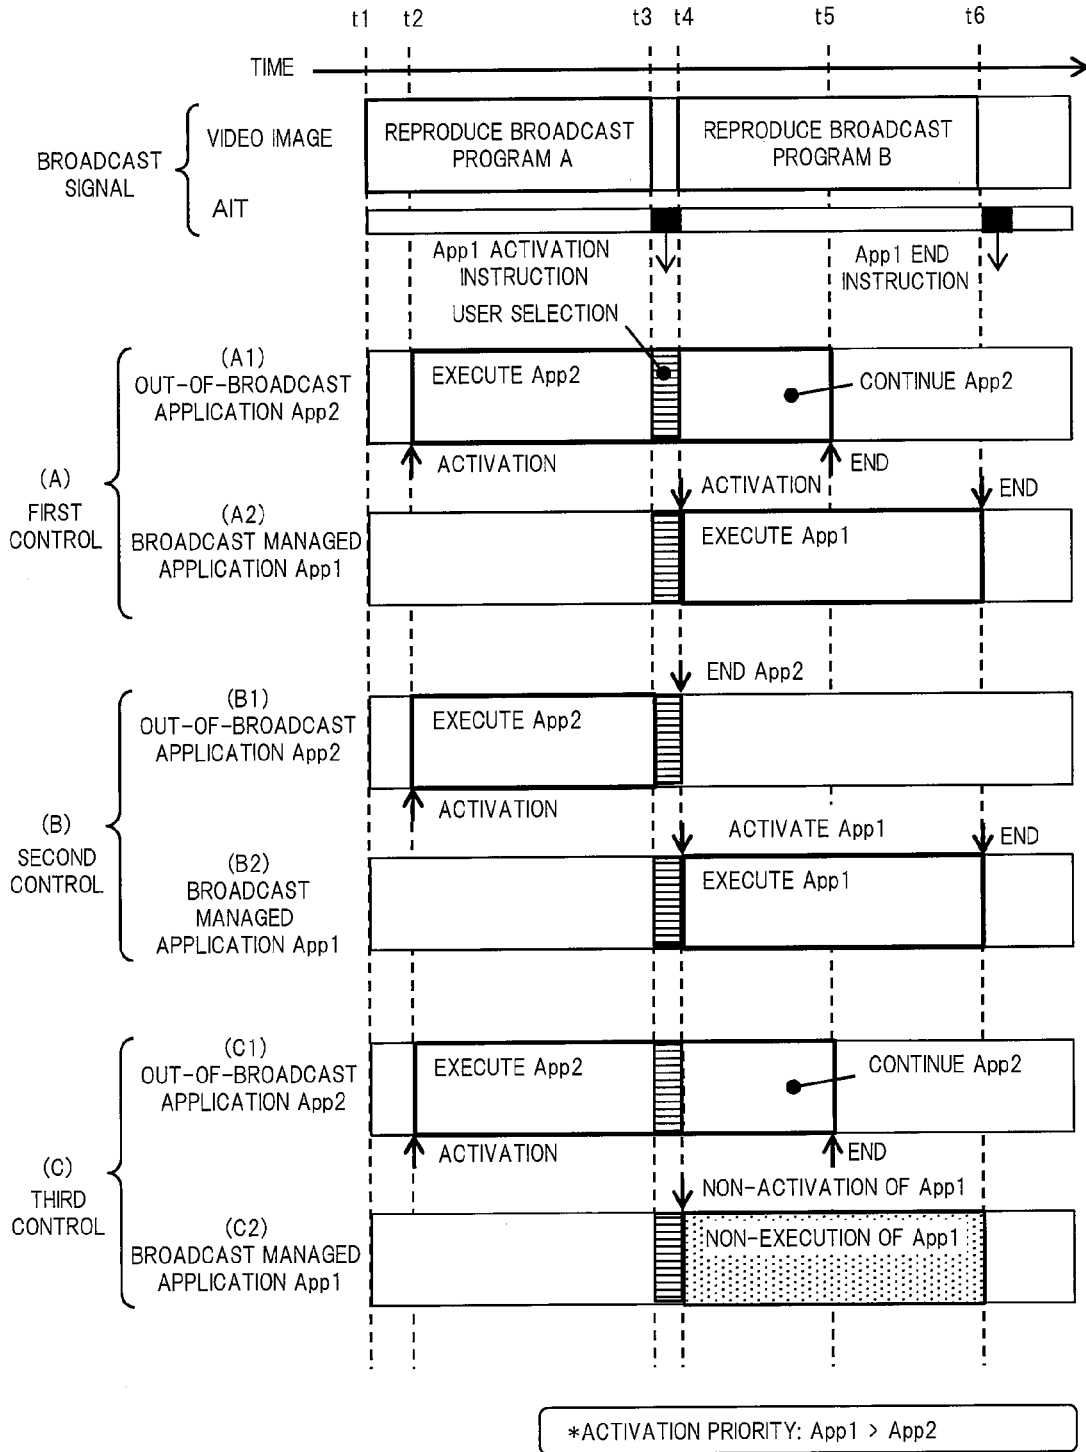 t1 t2 t3 t4 t5 t6
TIME
BROADCAST
SIGNAL
VIDEO IMAGE
REPRODUCE BROADCAST
PROGRAM A
REPRODUCE BROADCAST
PROGRAM B
AIT
App1 ACTIVATION
INSTRUCTION
App1 END
INSTRUCTION
USER SELECTION
(A)
FIRST
CONTROL
(A1)
OUT-OF-BROADCAST
APPLICATION App2
EXECUTE App2
CONTINUE App2
ACTIVATION
END
(A2)
BROADCAST MANAGED
APPLICATION App1
ACTIVATION
END
EXECUTE App1
(B)
SECOND
CONTROL
END App2
(B1)
OUT-OF-BROADCAST
APPLICATION App2
EXECUTE App2
ACTIVATION
ACTIVATE App1
END
(B2)
BROADCAST
MANAGED
APPLICATION App1
EXECUTE App1
(C)
THIRD
CONTROL
(C1)
OUT-OF-BROADCAST
APPLICATION App2
EXECUTE App2
CONTINUE App2
ACTIVATION
END
NON-ACTIVATION OF App1
(C2)
BROADCAST MANAGED
APPLICATION App1
NON-EXECUTION OF App1
*ACTIVATION PRIORITY: App1 > App2